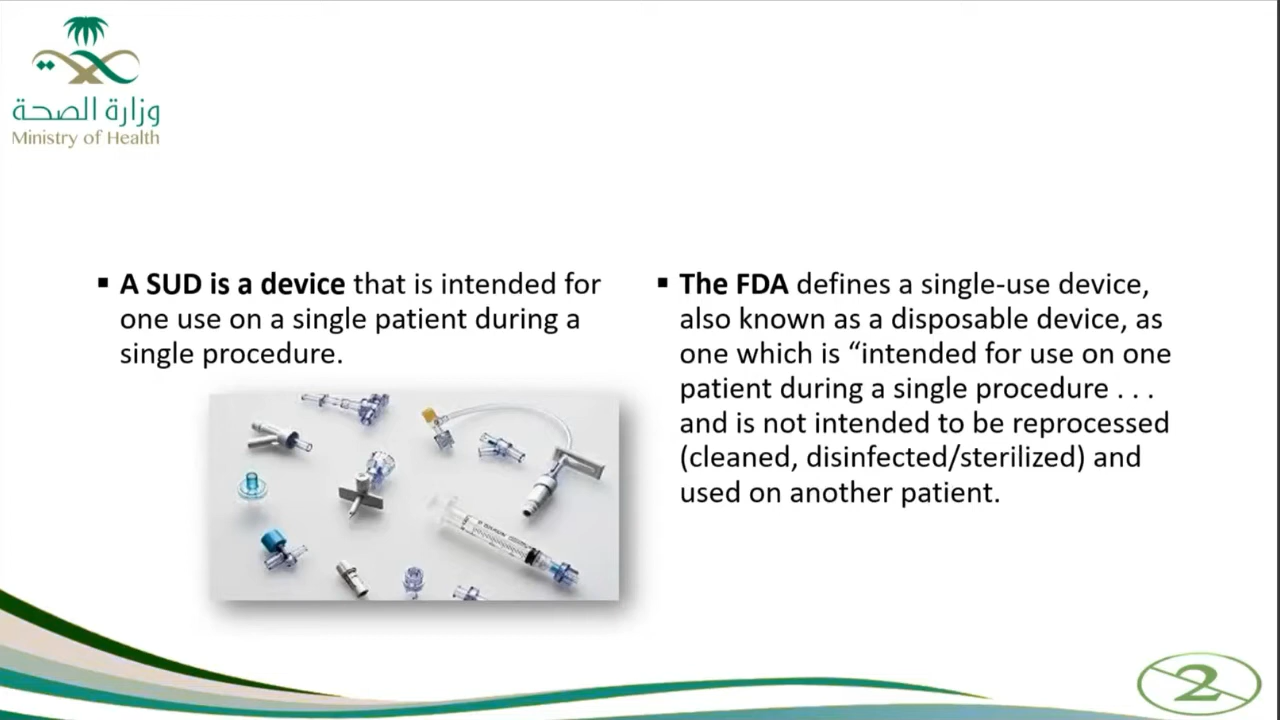 وزارة الصحة
Ministry of Health
▪ A SUD is a device that is intended for
one use on a single patient during a
single procedure.
▪ The FDA defines a single-use device,
also known as a disposable device, as
one which is “intended for use on one
patient during a single procedure . . .
and is not intended to be reprocessed
(cleaned, disinfected/sterilized) and
used on another patient.
2